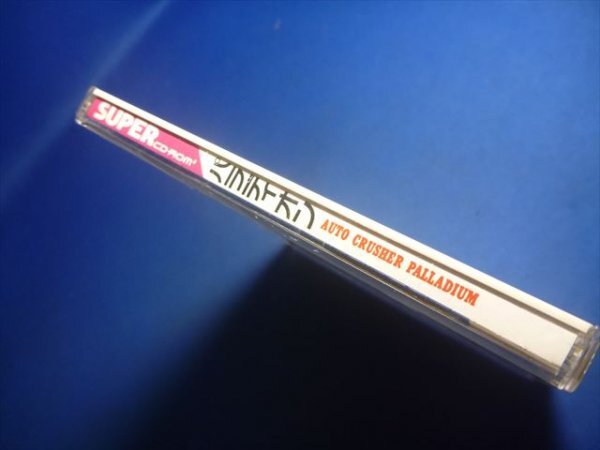 SUPER CD-ROM²
AUTO CRUSHER PALLADIUM